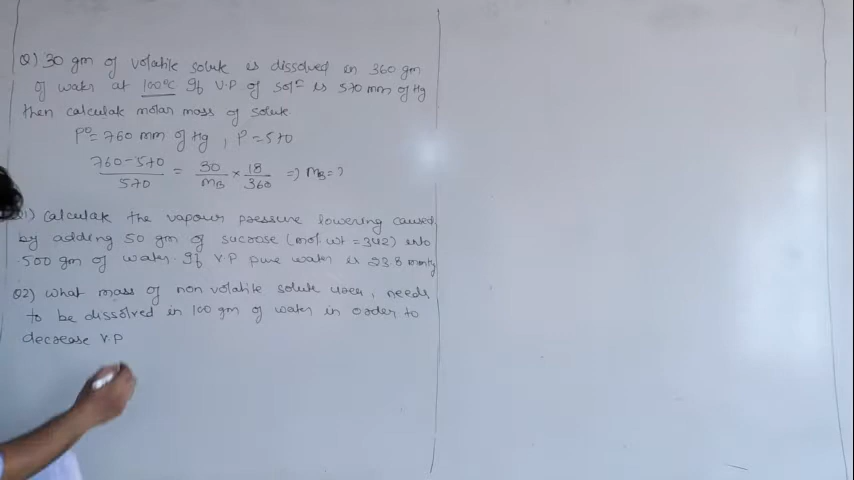 Q) 30 gm of volatile solute is dissolved in 360 gm
of water at 100°C If V.P of solⁿ is 570 mm of Hg
then calculate molar mass of solute.
P° = 760 mm of Hg, P = 570
760-570/570 = 30/MB × 18/360 => MB = ?
Q1) calculate the vapour pressure lowering caused
by adding 50 gm of sucrose (mol. wt = 342) into
500 gm of water. If V.P pure water is 23.8 mmHg
Q2) what mass of non volatile solute urea, needs
to be dissolved in 100 gm of water in order to
decrease V.P